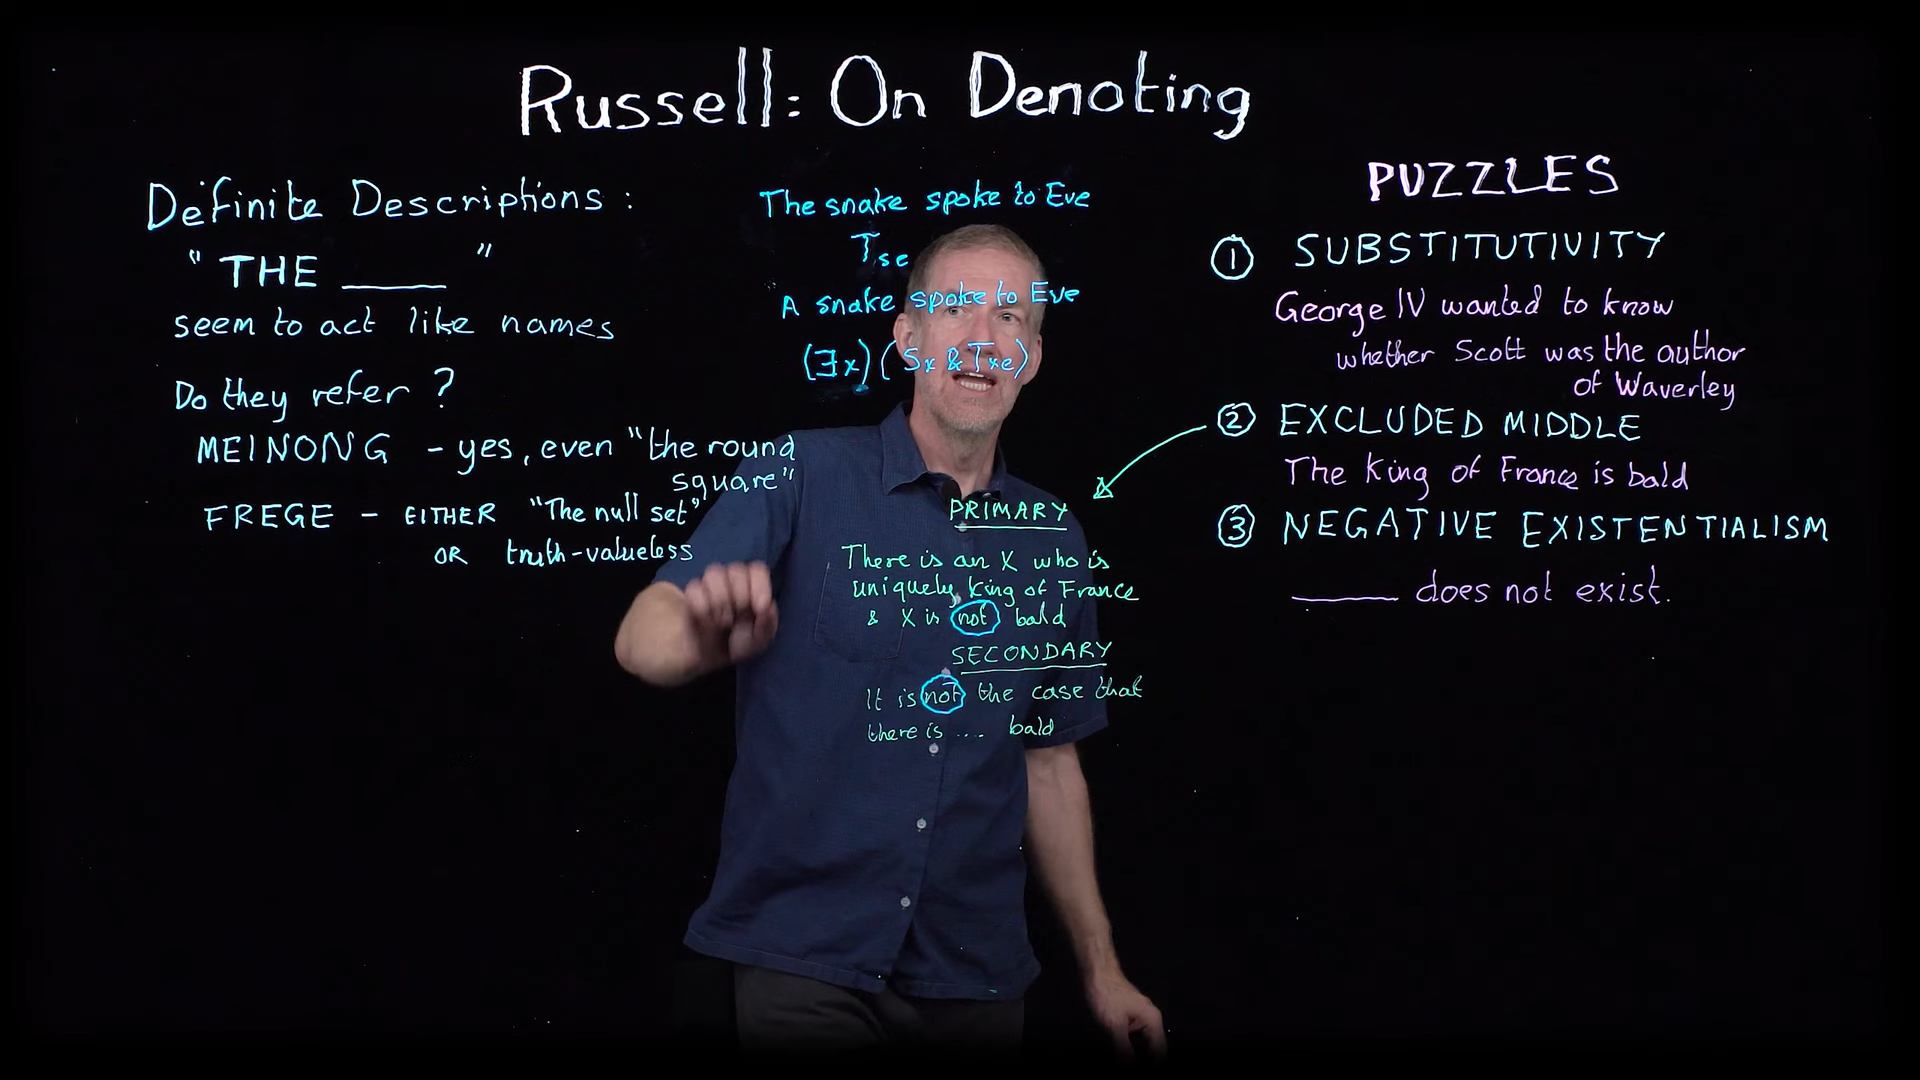 Russell: On Denoting
Definite Descriptions:
"THE ____"
seem to act like names
Do they refer?
MEINONG - yes, even "the round
square"
FREGE - EITHER "The null set"
OR truth-valueless
The snake spoke to Eve
Tse
A snake spoke to Eve
(∃x)(Sx & Txe)
PRIMARY
There is an X who is
uniquely King of France
& X is not bald
SECONDARY
It is not the case that
there is .... bald
PUZZLES
① SUBSTITUTIVITY
George IV wanted to know
whether Scott was the author
of Waverley
② EXCLUDED MIDDLE
The King of France is bald
③ NEGATIVE EXISTENTIALISM
____ does not exist.